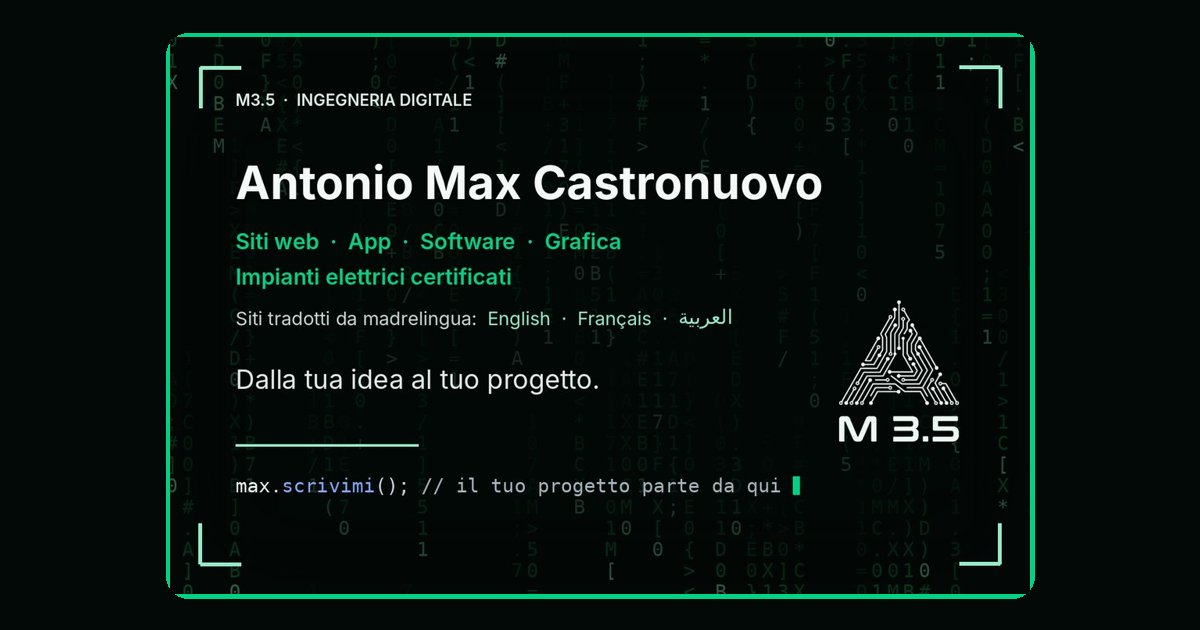 M3.5 · INGEGNERIA DIGITALE
Antonio Max Castronuovo
Siti web · App · Software · Grafica
Impianti elettrici certificati
Siti tradotti da madrelingua: English · Français · العربية
Dalla tua idea al tuo progetto.
M 3.5
max.scrivimi(); // il tuo progetto parte da qui